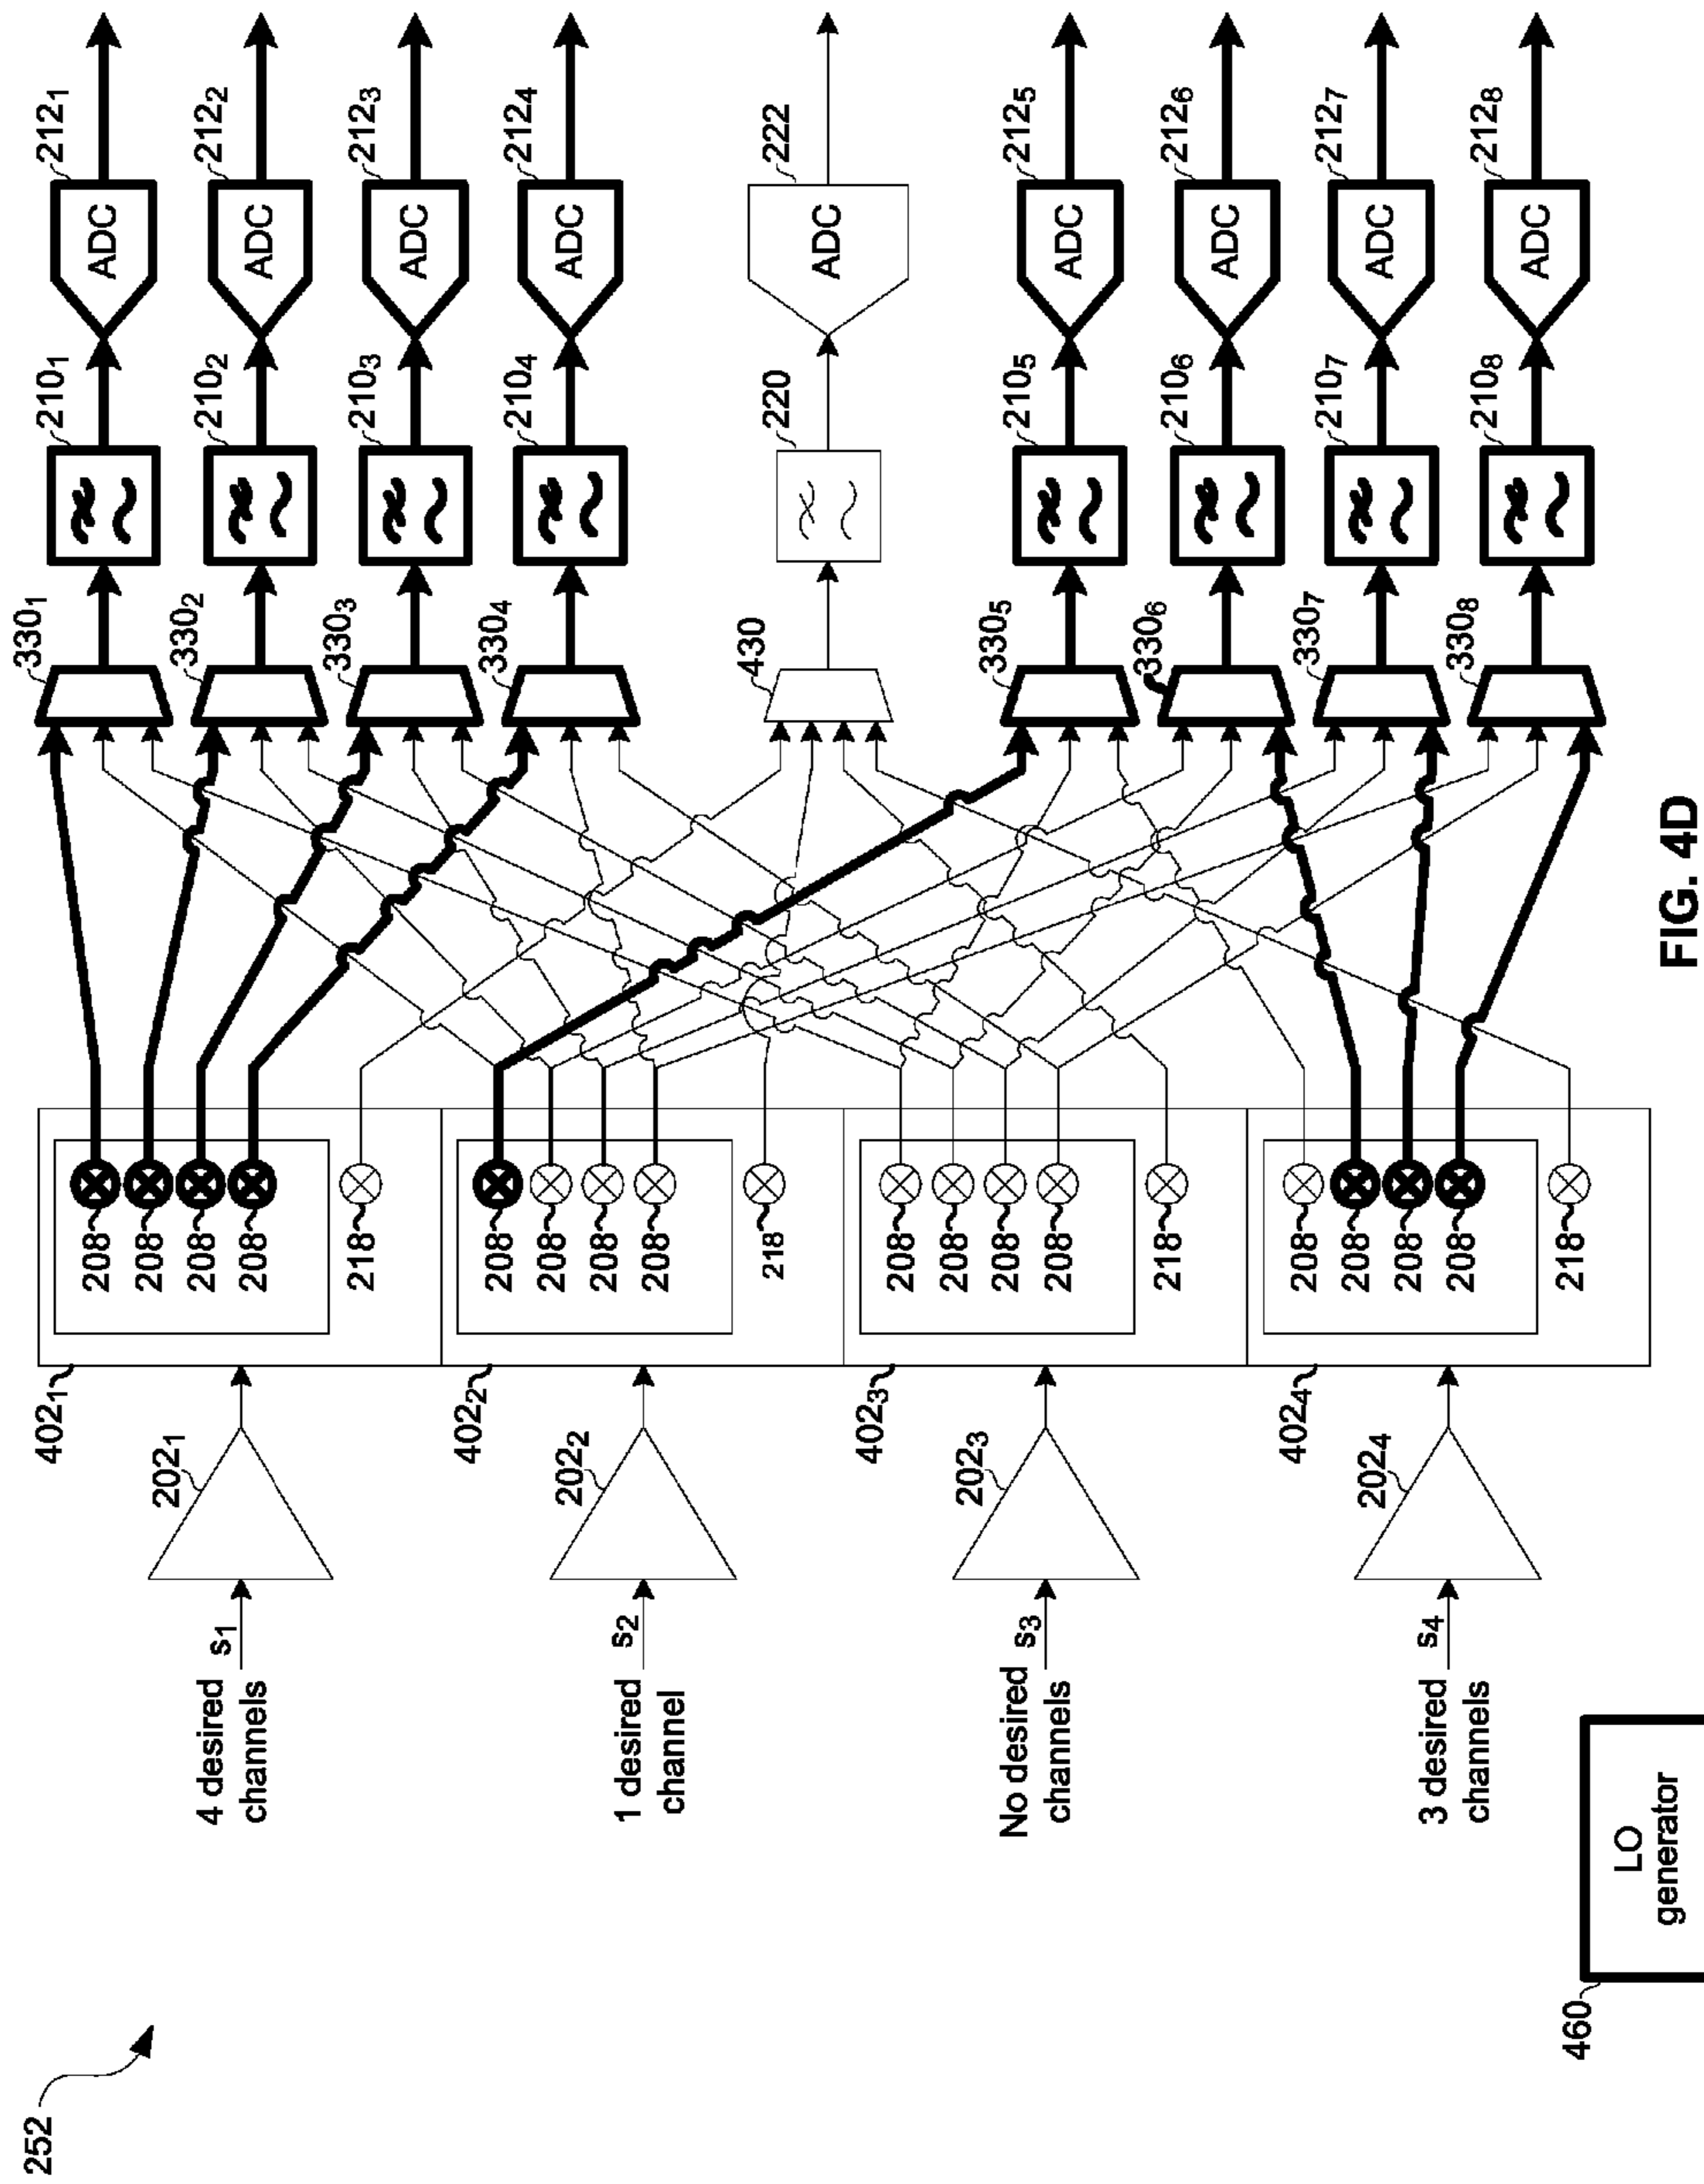 252
4 desired
channels
s1
2021
4021
208
208
208
208
218
1 desired
channel
s2
2022
4022
208
208
208
208
218
No desired
channels
s3
2023
4023
208
208
208
208
218
3 desired
channels
s4
2024
4024
208
208
208
208
218
460
LO
generator
3301
2101
2121
ADC
3302
2102
2122
ADC
3303
2103
2123
ADC
3304
2104
2124
ADC
430
220
222
ADC
3305
2105
2125
ADC
3306
2106
2126
ADC
3307
2107
2127
ADC
3308
2108
2128
ADC
FIG. 4D